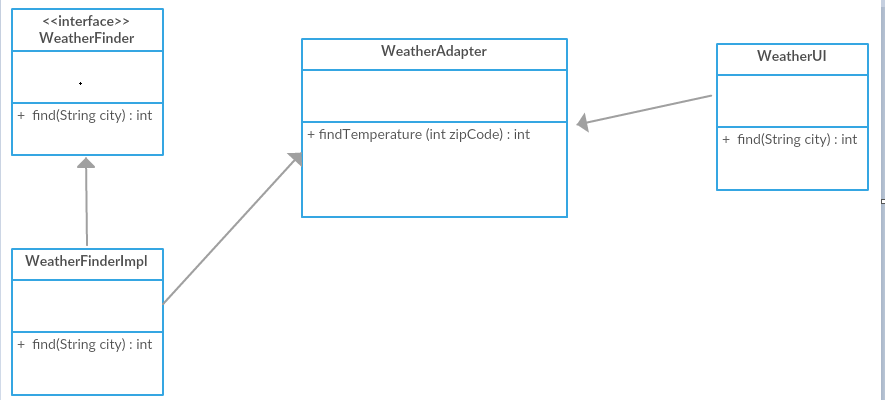 <<interface>>
WeatherFinder
+ find(String city) : int
WeatherAdapter
+ findTemperature (int zipCode) : int
WeatherUI
+ find(String city) : int
WeatherFinderImpl
+ find(String city) : int